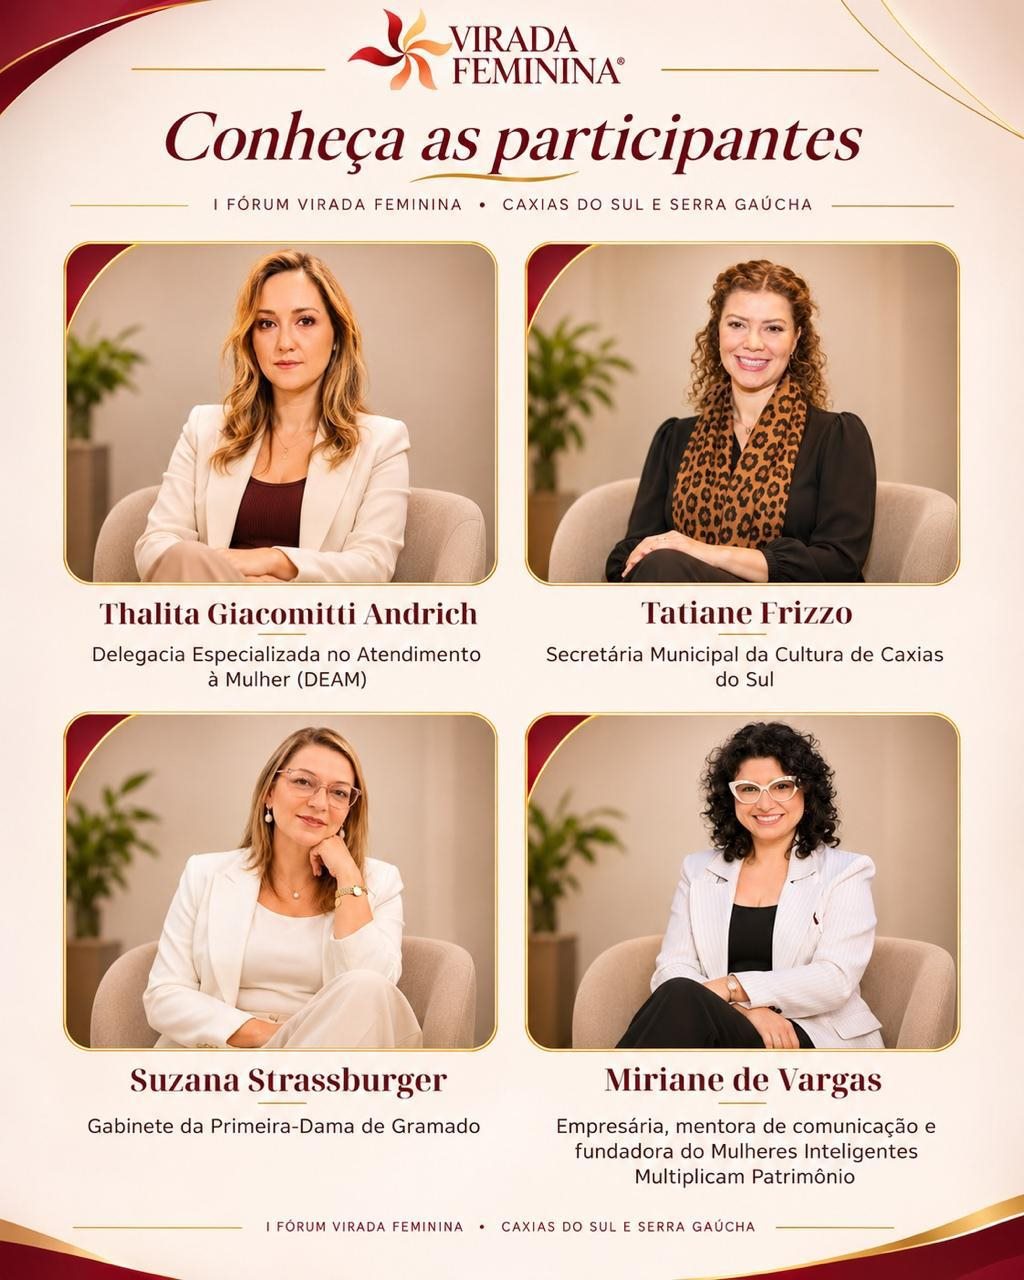 VIRADA
FEMININA®
Conheça as participantes
I FÓRUM VIRADA FEMININA • CAXIAS DO SUL E SERRA GAÚCHA
Thalita Giacomitti Andrich
Delegacia Especializada no Atendimento
à Mulher (DEAM)
Tatiane Frizzo
Secretária Municipal da Cultura de Caxias
do Sul
Suzana Strassburger
Gabinete da Primeira-Dama de Gramado
Miriane de Vargas
Empresária, mentora de comunicação e
fundadora do Mulheres Inteligentes
Multiplicam Patrimônio
I FÓRUM VIRADA FEMININA • CAXIAS DO SUL E SERRA GAÚCHA